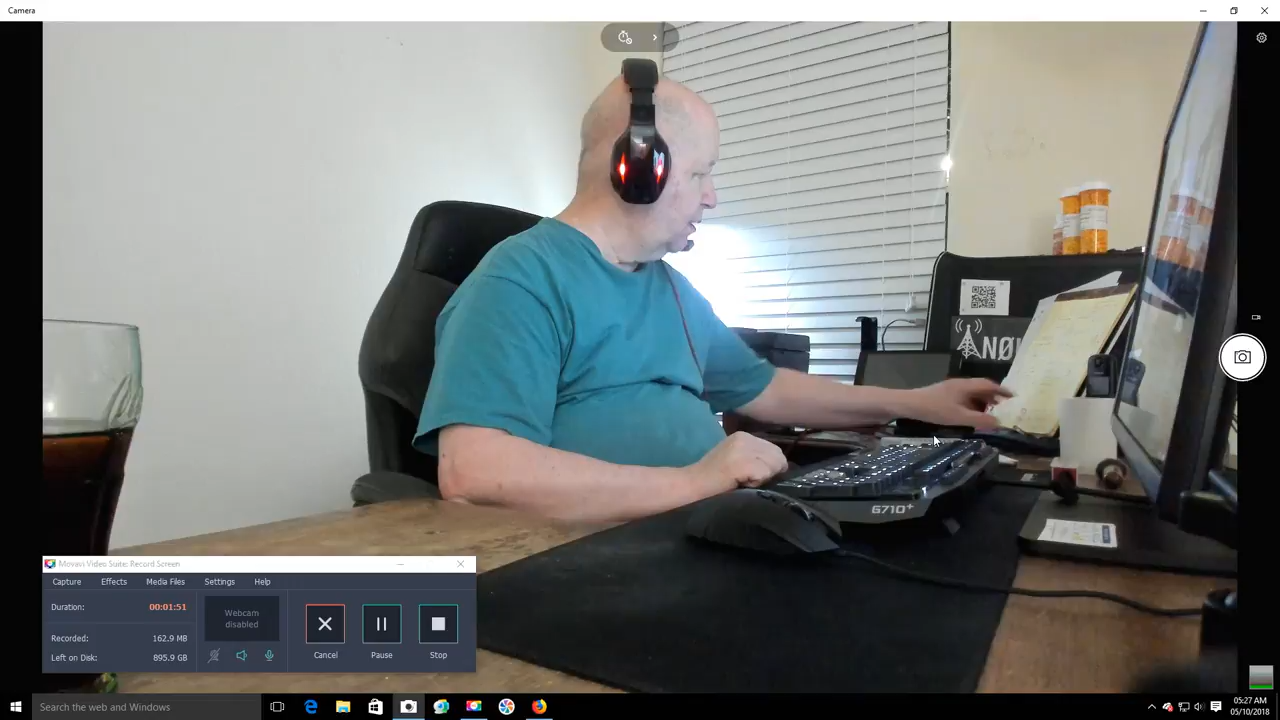 Camera
NØ
G710+
Movavi Video Suite: Record Screen
Capture Effects Media Files Settings Help
Duration: 00:01:51
Webcam
disabled
Recorded: 162.9 MB
Left on Disk: 895.9 GB
Cancel Pause Stop
Search the web and Windows
05:27 AM
05/10/2018